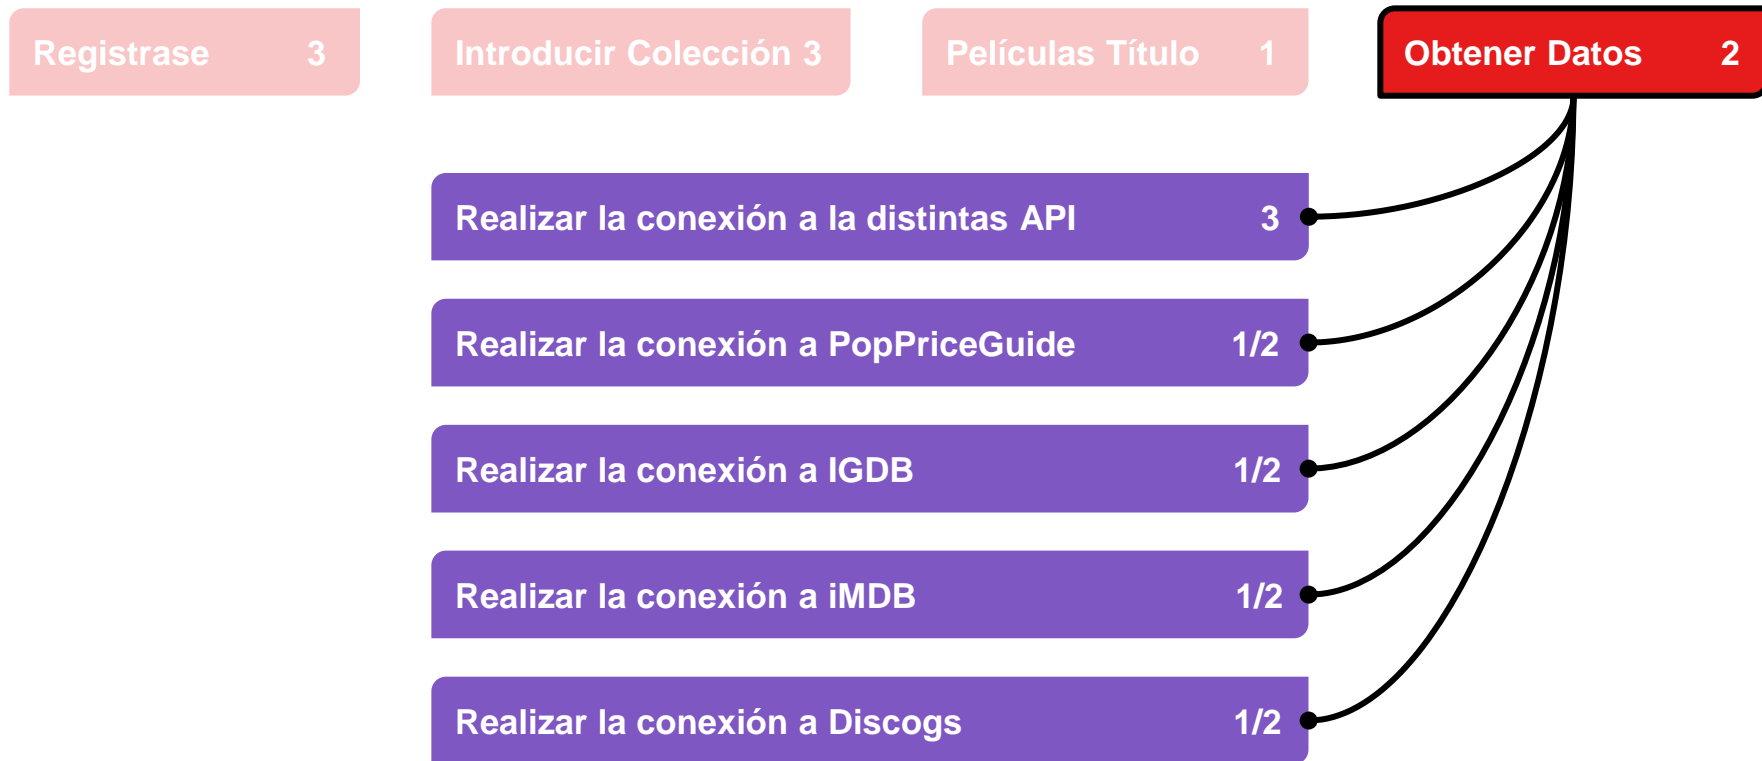 Registrase 3
Introducir Colección 3
Películas Título 1
Obtener Datos 2
Realizar la conexión a la distintas API 3
Realizar la conexión a PopPriceGuide 1/2
Realizar la conexión a IGDB 1/2
Realizar la conexión a iMDB 1/2
Realizar la conexión a Discogs 1/2